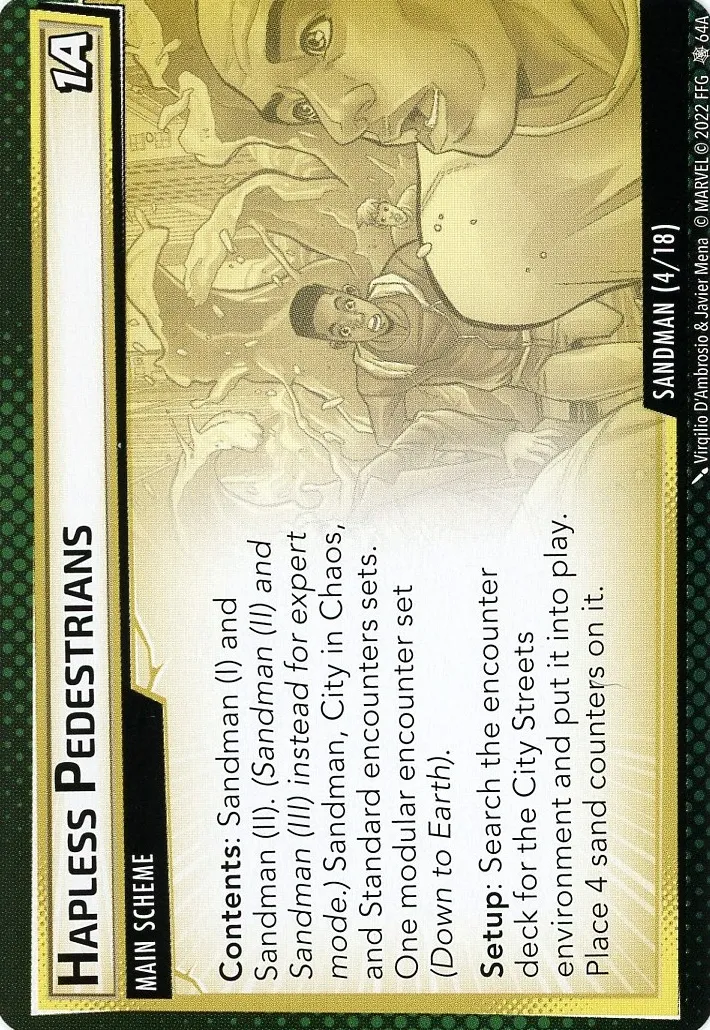 HAPLESS PEDESTRIANS
1A
MAIN SCHEME
Contents: Sandman (I) and
Sandman (II). (Sandman (II) and
Sandman (III) instead for expert
mode.) Sandman, City in Chaos,
and Standard encounters sets.
One modular encounter set
(Down to Earth).
Setup: Search the encounter
deck for the City Streets
environment and put it into play.
Place 4 sand counters on it.
SANDMAN (4/18)
Virgilio D'Ambrosio & Javier Mena © MARVEL © 2022 FFG 64A